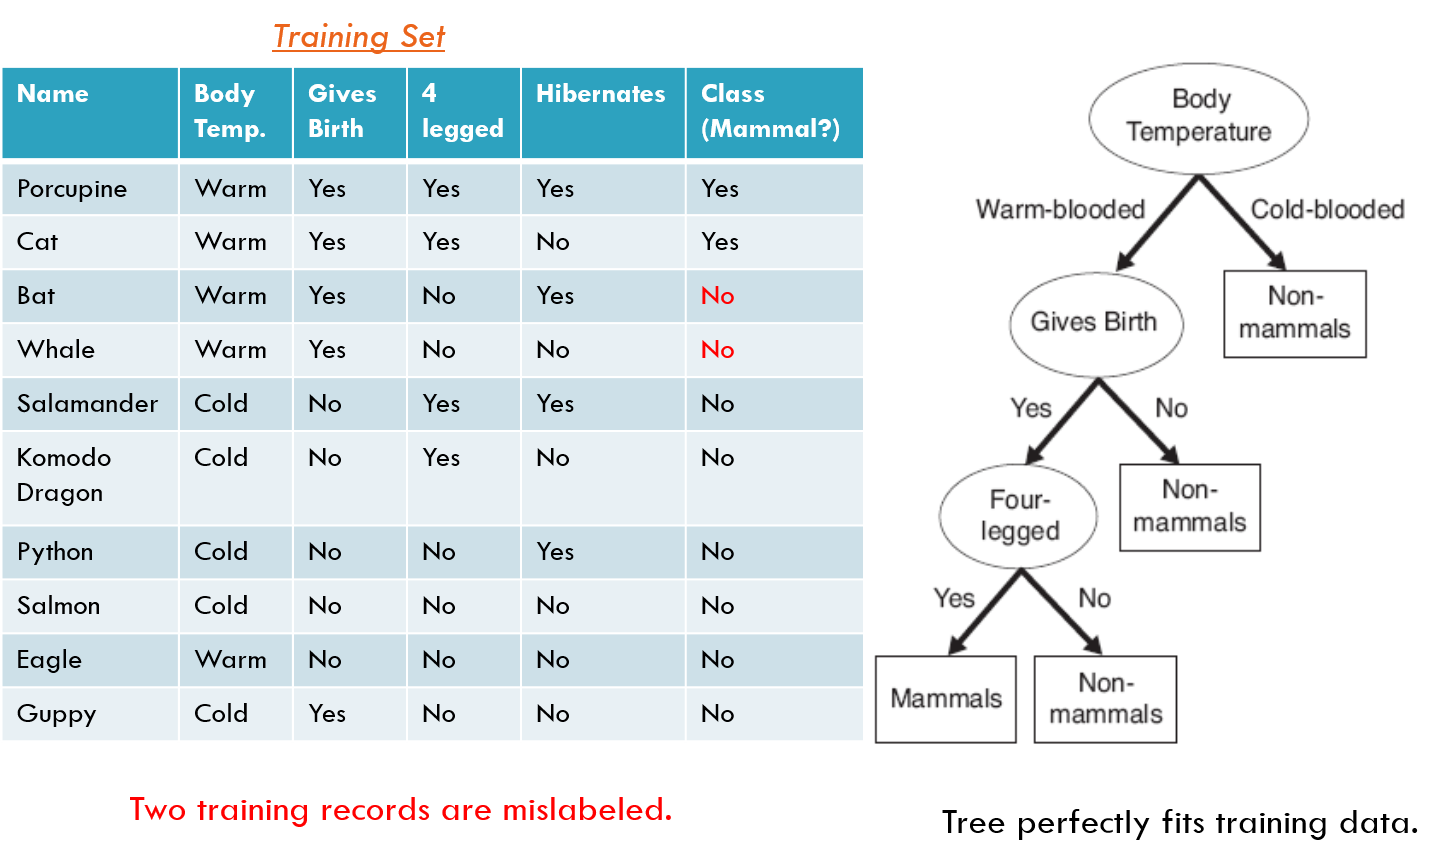 Training Set
Name Body Temp. Gives Birth 4 legged Hibernates Class (Mammal?)
Porcupine Warm Yes Yes Yes Yes
Cat Warm Yes Yes No Yes
Bat Warm Yes No Yes No
Whale Warm Yes No No No
Salamander Cold No Yes Yes No
Komodo Dragon Cold No Yes No No
Python Cold No No Yes No
Salmon Cold No No No No
Eagle Warm No No No No
Guppy Cold Yes No No No
Two training records are mislabeled.
Body
Temperature
Warm-blooded Cold-blooded
Gives Birth
Non-
mammals
Yes No
Four-
legged
Non-
mammals
Yes No
Mammals
Non-
mammals
Tree perfectly fits training data.